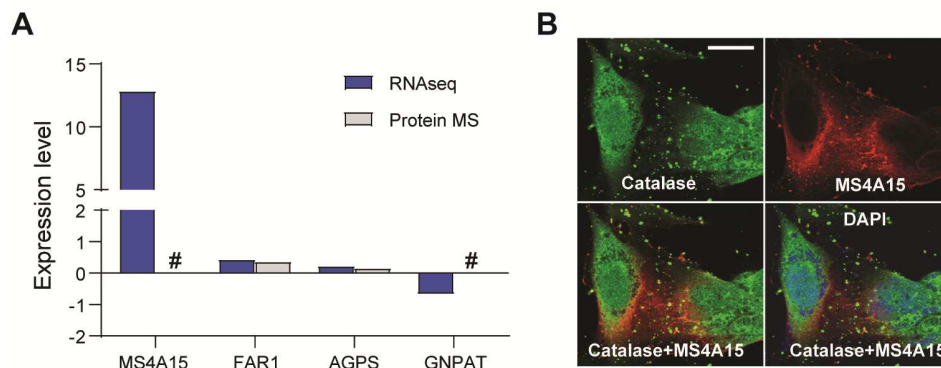 A
Expression level
15
10
5
2
1
0
-1
-2
RNAseq
Protein MS
#
#
MS4A15
FAR1
AGPS
GNPAT
B
Catalase
MS4A15
Catalase+MS4A15
DAPI
Catalase+MS4A15